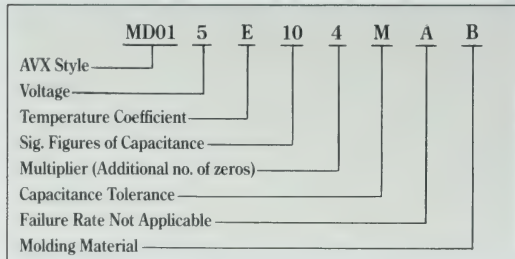 MD01 5 E 10 4 M A B
AVX Style
Voltage
Temperature Coefficient
Sig. Figures of Capacitance
Multiplier (Additional no. of zeros)
Capacitance Tolerance
Failure Rate Not Applicable
Molding Material